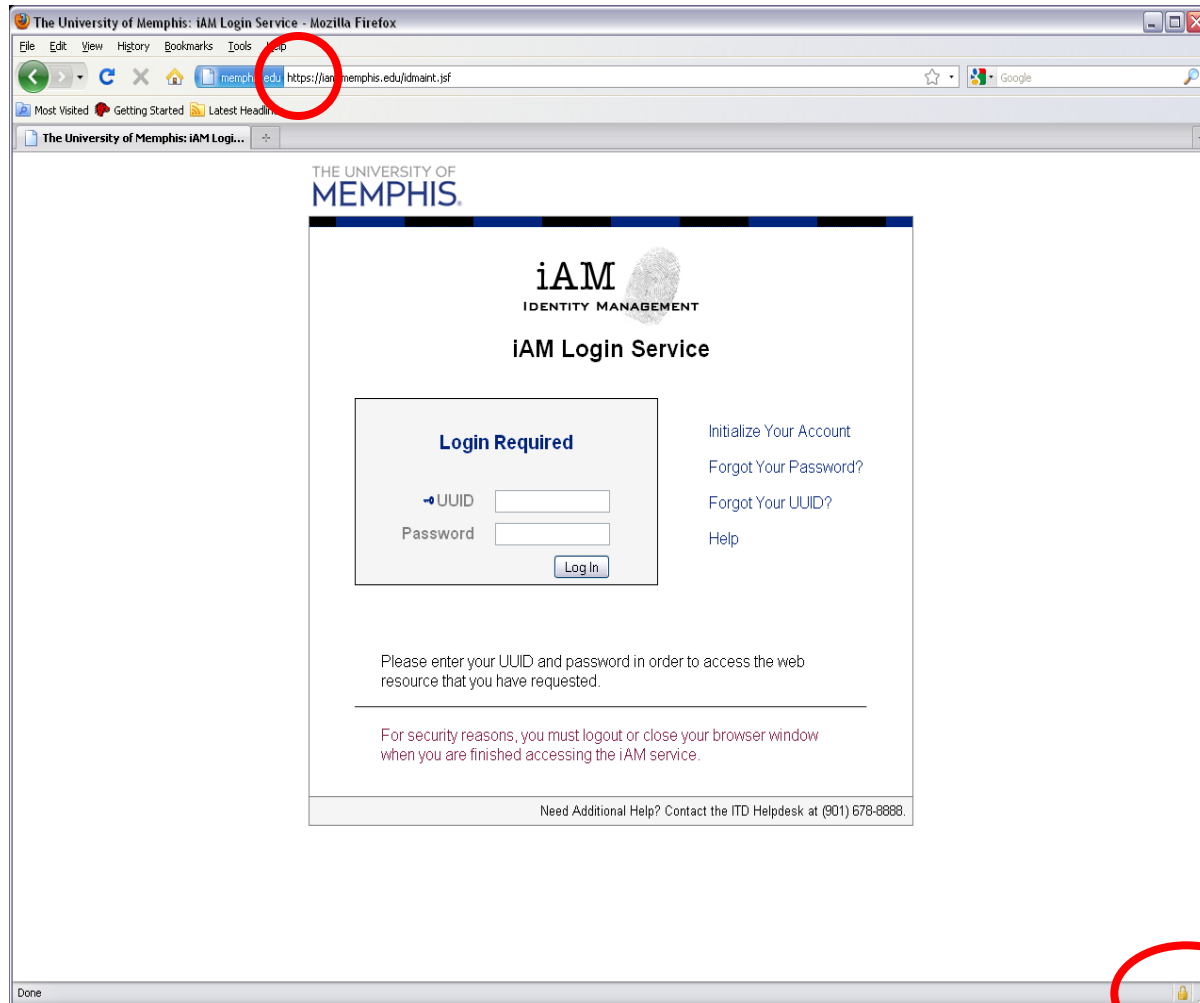 The University of Memphis: iAM Login Service - Mozilla Firefox
File Edit View History Bookmarks Tools Help
memphis.edu https://iam.memphis.edu/idmaint.jsf Google
Most Visited Getting Started Latest Headlin
The University of Memphis: iAM Logi...
THE UNIVERSITY OF
MEMPHIS.
iAM
IDENTITY MANAGEMENT
iAM Login Service
Login Required
UUID
Password
Log In
Initialize Your Account
Forgot Your Password?
Forgot Your UUID?
Help
Please enter your UUID and password in order to access the web
resource that you have requested.
For security reasons, you must logout or close your browser window
when you are finished accessing the iAM service.
Need Additional Help? Contact the ITD Helpdesk at (901) 678-8888.
Done